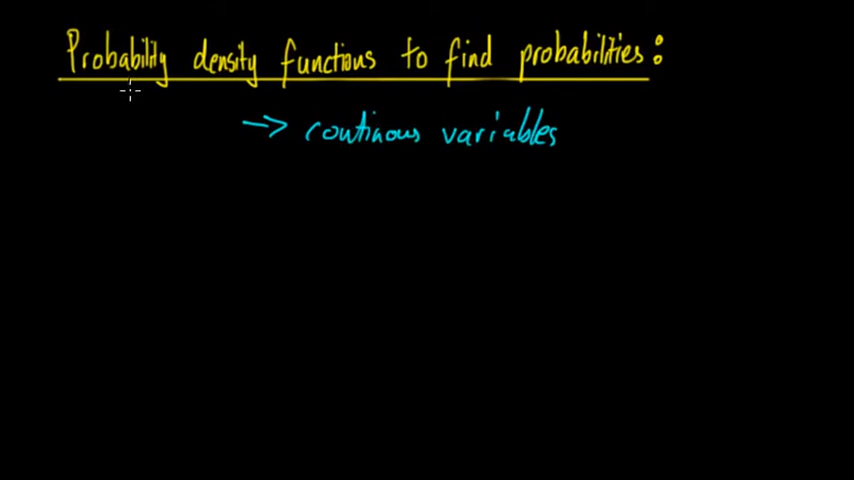 Probability density functions to find probabilities:
→ continous variables